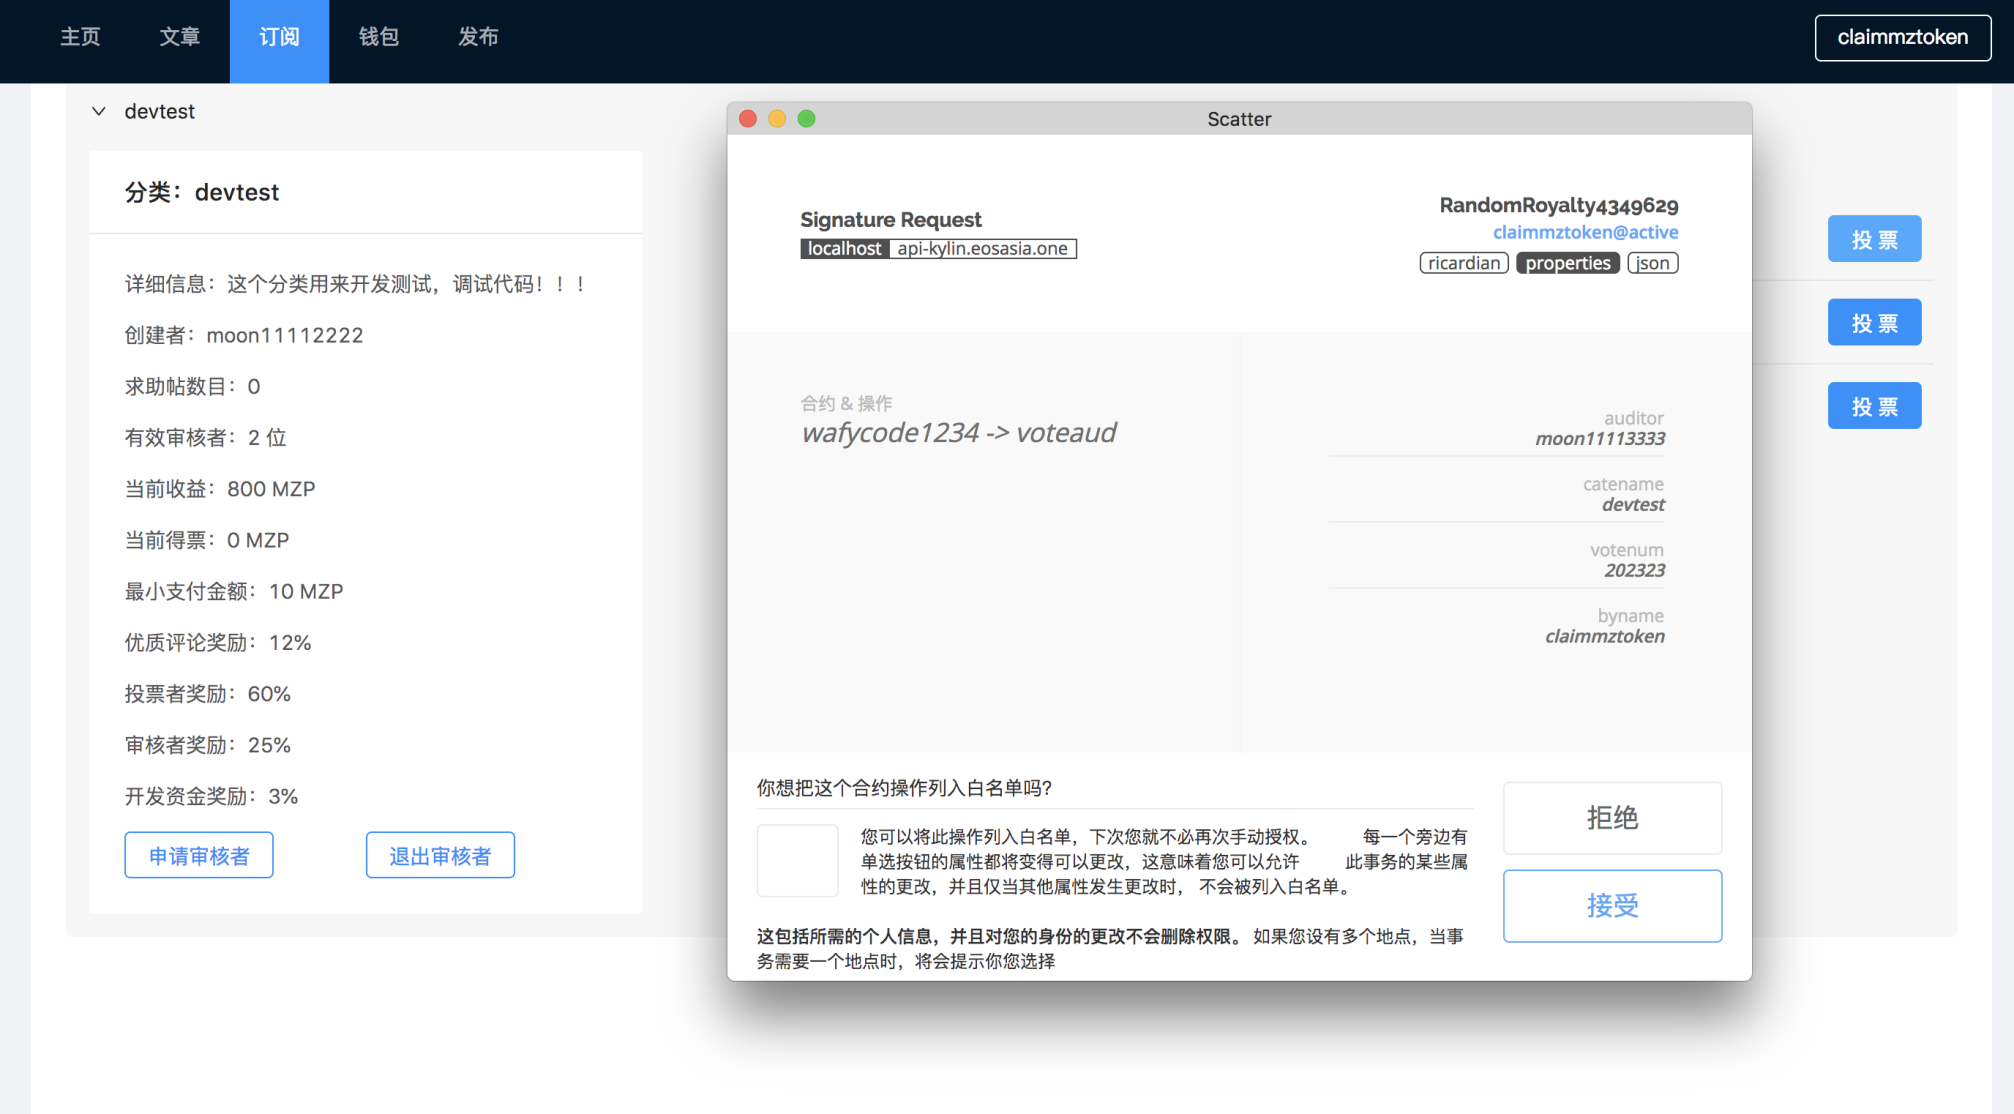 主页 文章 订阅 钱包 发布 claimmztoken
devtest
分类：devtest
详细信息：这个分类用来开发测试，调试代码！！！
创建者：moon11112222
求助帖数目：0
有效审核者：2 位
当前收益：800 MZP
当前得票：0 MZP
最小支付金额：10 MZP
优质评论奖励：12%
投票者奖励：60%
审核者奖励：25%
开发资金奖励：3%
申请审核者 退出审核者
Scatter
Signature Request
localhost api-kylin.eosasia.one
RandomRoyalty4349629
claimmztoken@active
ricardian properties json
合约 & 操作
wafycode1234 -> voteaud
auditor
moon11113333
catename
devtest
votenum
202323
byname
claimmztoken
你想把这个合约操作列入白名单吗?
您可以将此操作列入白名单，下次您就不必再次手动授权。 每一个旁边有
单选按钮的属性都将变得可以更改，这意味着您可以允许 此事务的某些属
性的更改，并且仅当其他属性发生更改时， 不会被列入白名单。
这包括所需的个人信息，并且对您的身份的更改不会删除权限。 如果您设有多个地点，当事
务需要一个地点时，将会提示你您选择
拒绝
接受
投 票
投 票
投 票